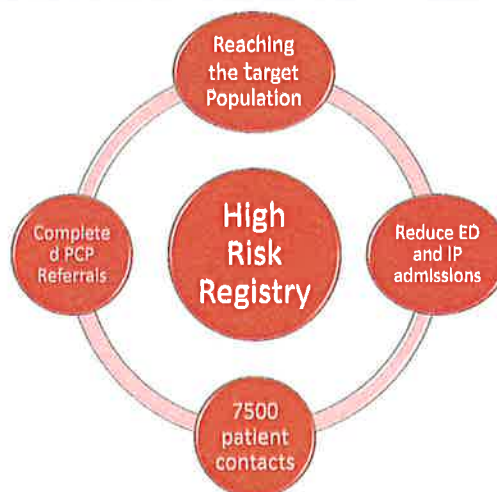 Reaching
the target
Population
High
Risk
Registry
Complete
d PCP
Referrals
Reduce ED
and IP
admissions
7500
patient
contacts